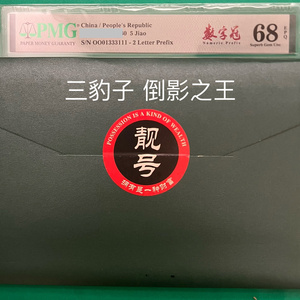 PMG
PAPER MONEY GUARANTY
China / People's Republic
5 Jiao
S/N OO01333111 - 2 Letter Prefix
数字冠
Numeric Prefix
68 EPQ
Superb Gem Unc
三豹子 倒影之王
POSSESSION IS A KIND OF WEALTH
靓号
拥有是一种财富